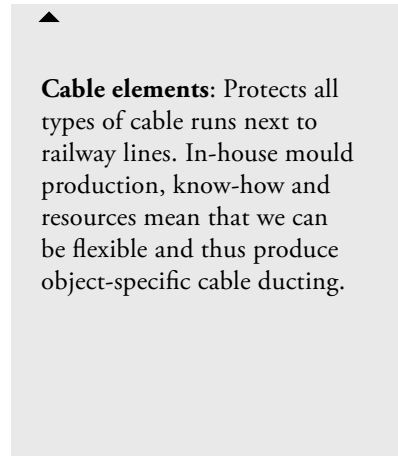 Cable elements: Protects all
types of cable runs next to
railway lines. In-house mould
production, know-how and
resources mean that we can
be flexible and thus produce
object-specific cable ducting.